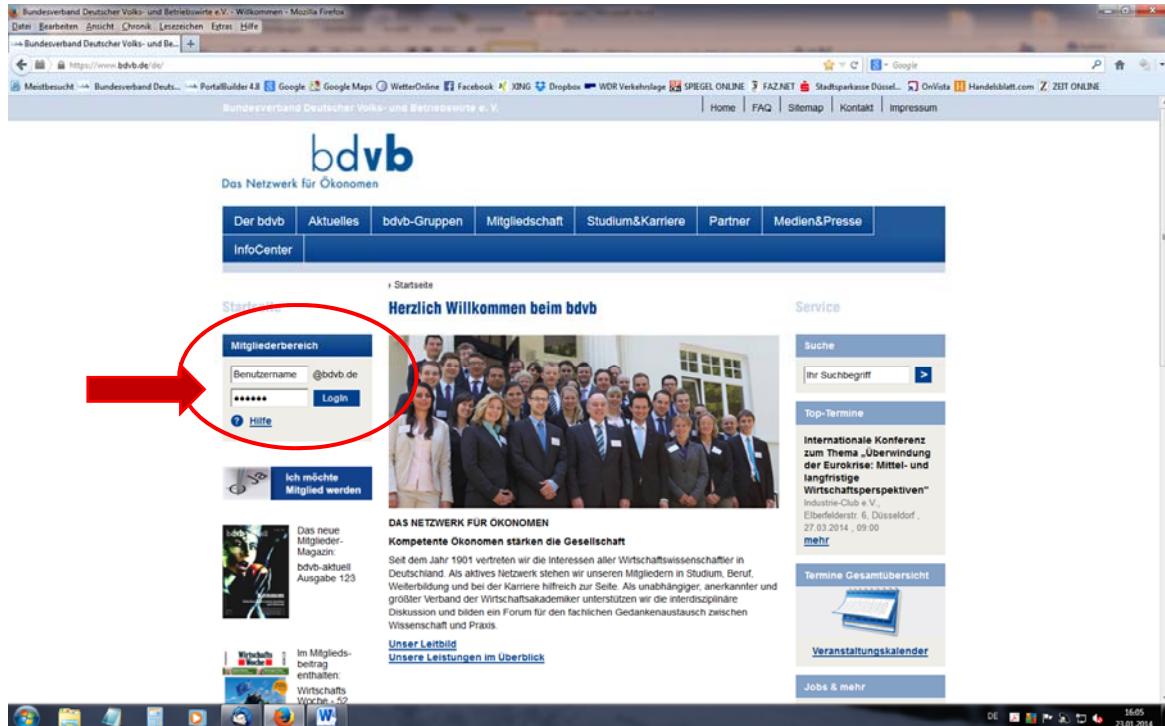 Bundesverband Deutscher Volks- und Betriebswirte e.V. - Willkommen - Mozilla Firefox
Datei Bearbeiten Ansicht Chronik Lesezeichen Extras Hilfe
Bundesverband Deutscher Volks- und Be... +
https://www.bdvb.de/de/
Google
Meistbesucht Bundesverband Deuts... PortalBuilder 4.8 Google Google Maps WetterOnline Facebook XING Dropbox WDR Verkehrslage SPIEGEL ONLINE FAZ.NET Stadtsparkasse Düssel... OnVista Handelsblatt.com ZEIT ONLINE
Bundesverband Deutscher Volks- und Betriebswirte e. V.
Home FAQ Sitemap Kontakt Impressum
bdvb
Das Netzwerk für Ökonomen
Der bdvb Aktuelles bdvb-Gruppen Mitgliedschaft Studium&Karriere Partner Medien&Presse
InfoCenter
› Startseite
Startseite
Herzlich Willkommen beim bdvb
Service
Mitgliederbereich
Benutzername @bdvb.de
•••••• LogIn
? Hilfe
Ich möchte
Mitglied werden
Das neue
Mitglieder-
Magazin:
bdvb-aktuell
Ausgabe 123
Wirtschafts
Woche
Im Mitglieds-
beitrag
enthalten:
Wirtschafts
Woche - 52
DAS NETZWERK FÜR ÖKONOMEN
Kompetente Ökonomen stärken die Gesellschaft
Seit dem Jahr 1901 vertreten wir die Interessen aller Wirtschaftswissenschaftler in
Deutschland. Als aktives Netzwerk stehen wir unseren Mitgliedern in Studium, Beruf,
Weiterbildung und bei der Karriere hilfreich zur Seite. Als unabhängiger, anerkannter und
größter Verband der Wirtschaftsakademiker unterstützen wir die interdisziplinäre
Diskussion und bilden ein Forum für den fachlichen Gedankenaustausch zwischen
Wissenschaft und Praxis.
Unser Leitbild
Unsere Leistungen im Überblick
Suche
Ihr Suchbegriff >
Top-Termine
Internationale Konferenz
zum Thema „Überwindung
der Eurokrise: Mittel- und
langfristige
Wirtschaftsperspektiven"
Industrie-Club e.V.,
Elberfelderstr. 6, Düsseldorf ,
27.03.2014 , 09:00
mehr
Termine Gesamtübersicht
Veranstaltungskalender
Jobs & mehr
DE
16:05
23.01.2014